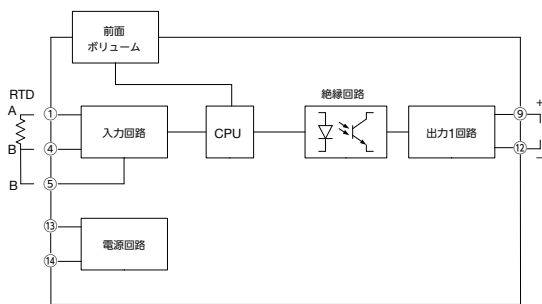 前面
ボリューム
RTD
A
①
入力回路
CPU
絶縁回路
出力1回路
⑨
+
B
④
⑫
−
B
⑤
⑬
電源回路
⑭